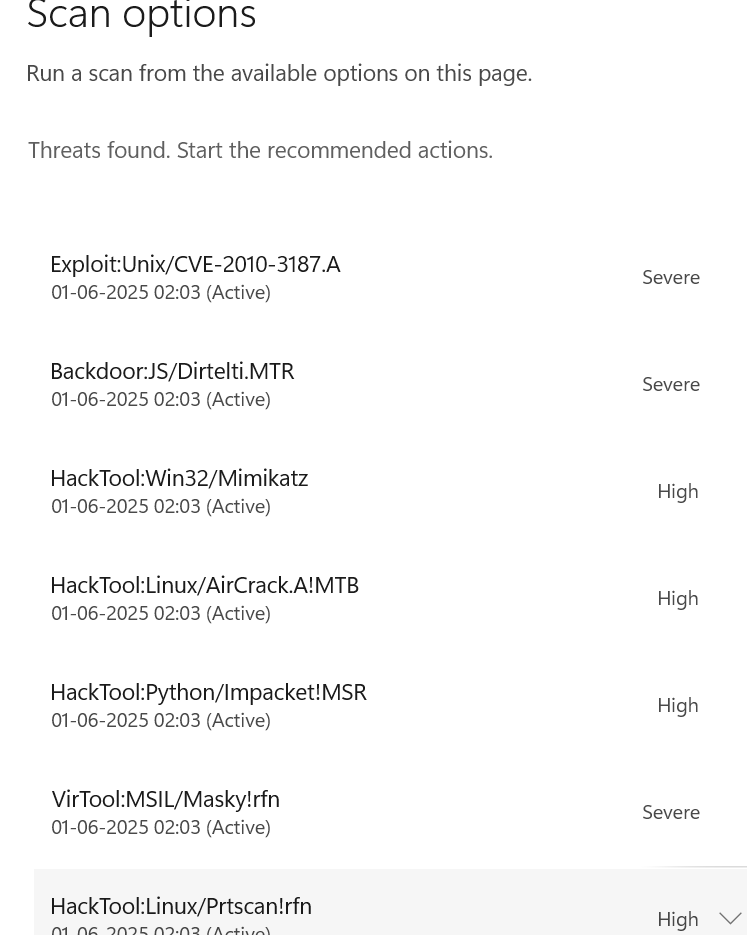 Scan options
Run a scan from the available options on this page.
Threats found. Start the recommended actions.
Exploit:Unix/CVE-2010-3187.A
01-06-2025 02:03 (Active)
Severe
Backdoor:JS/Dirtelti.MTR
01-06-2025 02:03 (Active)
Severe
HackTool:Win32/Mimikatz
01-06-2025 02:03 (Active)
High
HackTool:Linux/AirCrack.A!MTB
01-06-2025 02:03 (Active)
High
HackTool:Python/Impacket!MSR
01-06-2025 02:03 (Active)
High
VirTool:MSIL/Masky!rfn
01-06-2025 02:03 (Active)
Severe
HackTool:Linux/Prtscan!rfn
01-06-2025 02:03 (Active)
High